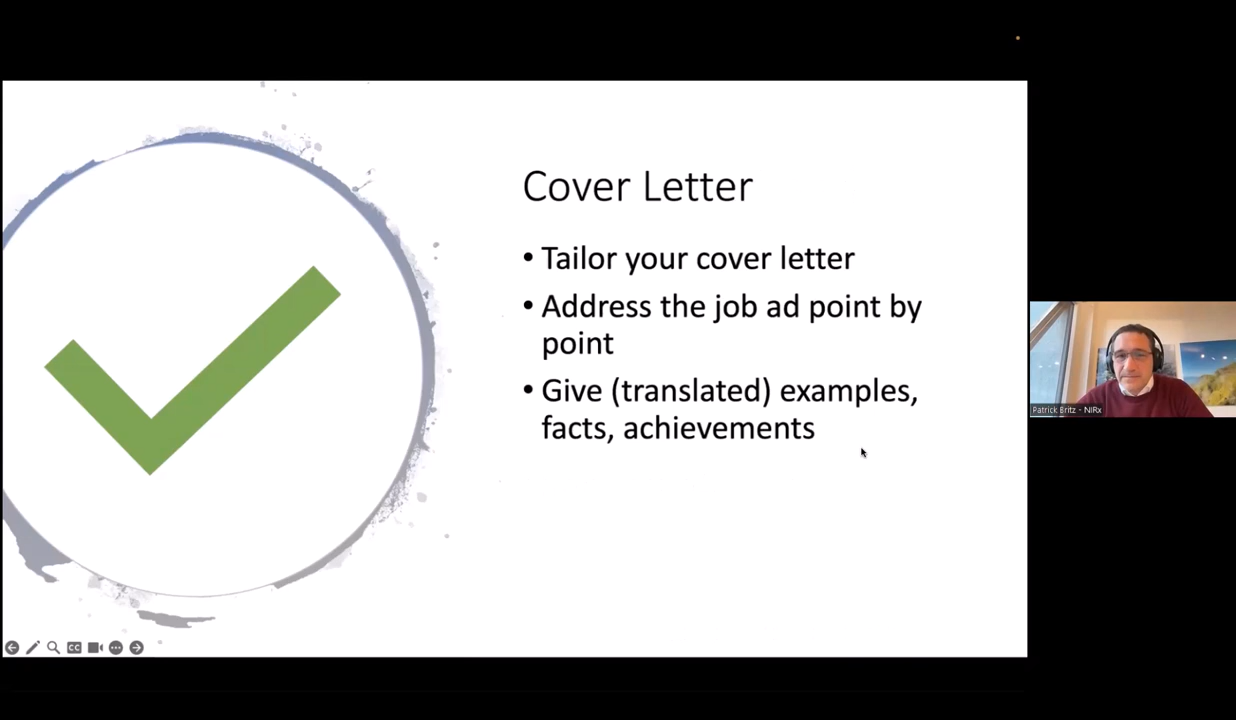 Cover Letter
• Tailor your cover letter
• Address the job ad point by
point
• Give (translated) examples,
facts, achievements
Patrick Britz - NIRx
CC